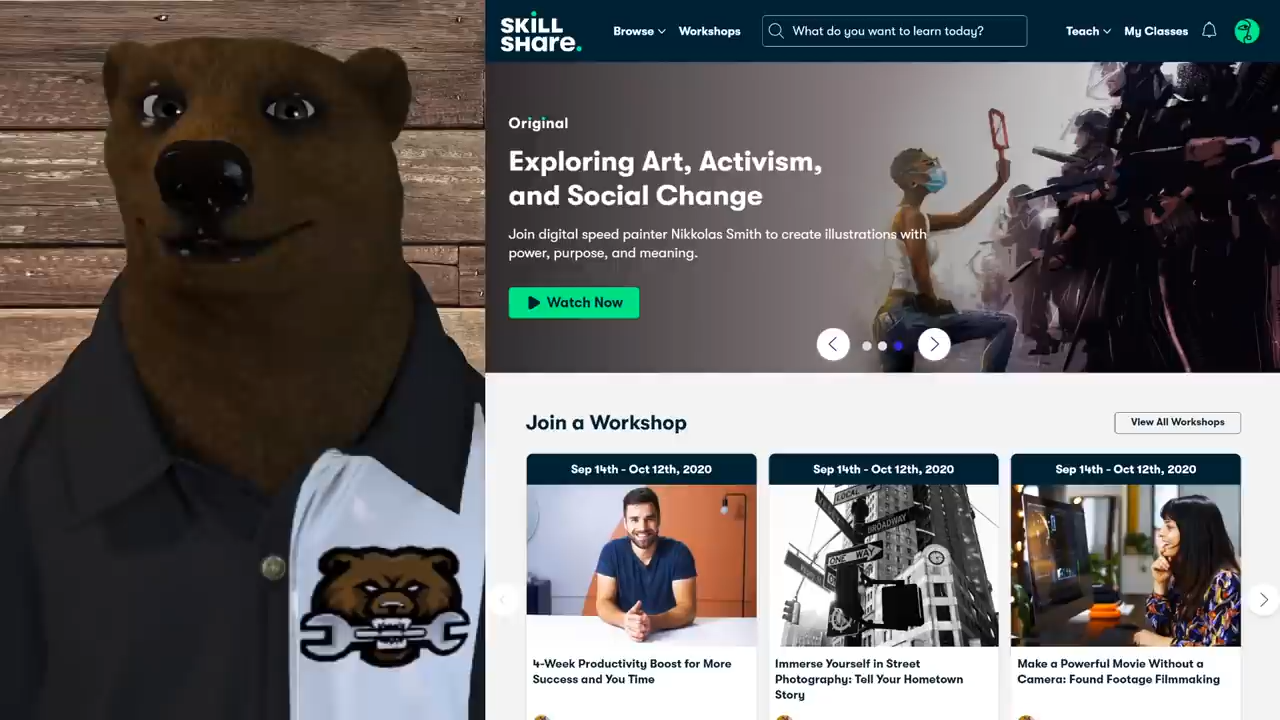 SKILL
SHARE.
Browse
Workshops
What do you want to learn today?
Teach
My Classes
Original
Exploring Art, Activism,
and Social Change
Join digital speed painter Nikkolas Smith to create illustrations with
power, purpose, and meaning.
Watch Now
Join a Workshop
View All Workshops
Sep 14th - Oct 12th, 2020
Sep 14th - Oct 12th, 2020
Sep 14th - Oct 12th, 2020
LOCAL
BROADWAY
ONE WAY
4-Week Productivity Boost for More
Success and You Time
Immerse Yourself in Street
Photography: Tell Your Hometown
Story
Make a Powerful Movie Without a
Camera: Found Footage Filmmaking